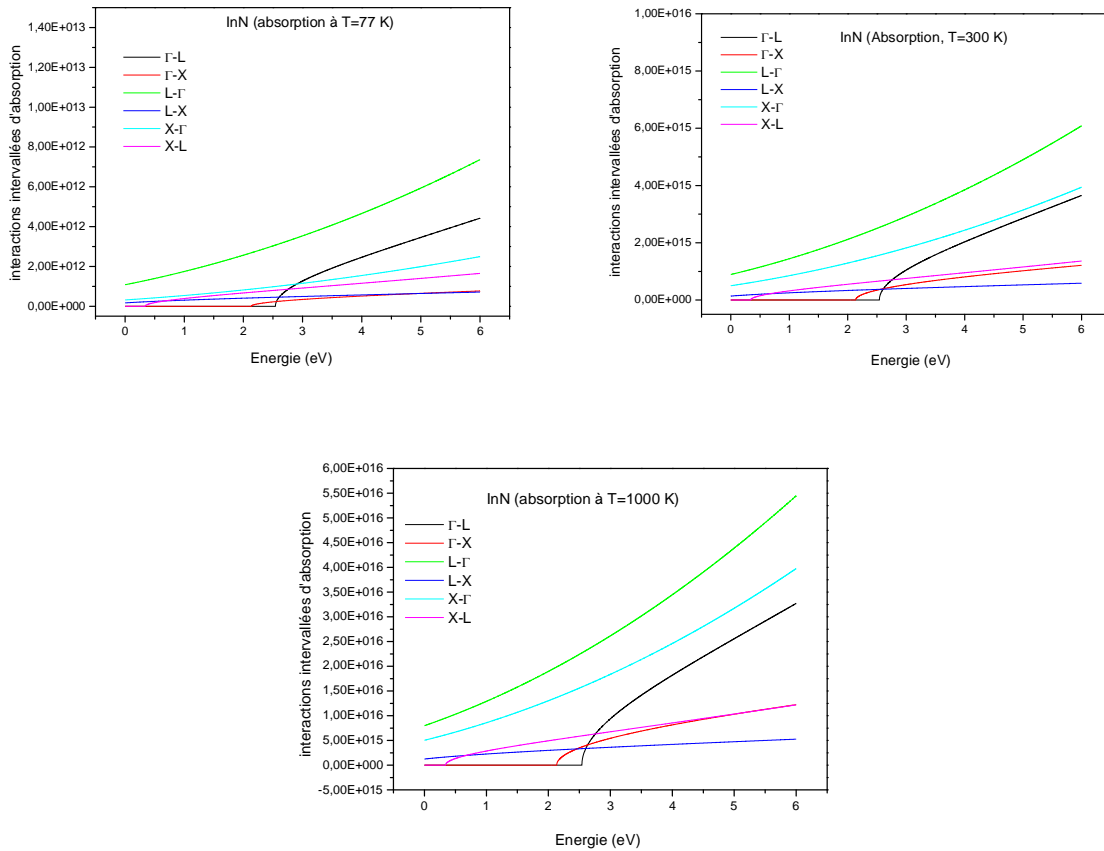 InN (absorption à T=77 K)
interactions intervallées d'absorption
1,40E+013
1,20E+013
1,00E+013
8,00E+012
6,00E+012
4,00E+012
2,00E+012
0,00E+000
Γ-L
Γ-X
L-Γ
L-X
X-Γ
X-L
0 1 2 3 4 5 6
Energie (eV)
InN (Absorption, T=300 K)
interactions intervallées d'absorption
1,00E+016
8,00E+015
6,00E+015
4,00E+015
2,00E+015
0,00E+000
Γ-L
Γ-X
L-Γ
L-X
X-Γ
X-L
0 1 2 3 4 5 6
Energie (eV)
InN (absorption à T=1000 K)
interactions intervallées d'absorption
6,00E+016
5,50E+016
5,00E+016
4,50E+016
4,00E+016
3,50E+016
3,00E+016
2,50E+016
2,00E+016
1,50E+016
1,00E+016
5,00E+015
0,00E+000
-5,00E+015
Γ-L
Γ-X
L-Γ
L-X
X-Γ
X-L
0 1 2 3 4 5 6
Energie (eV)